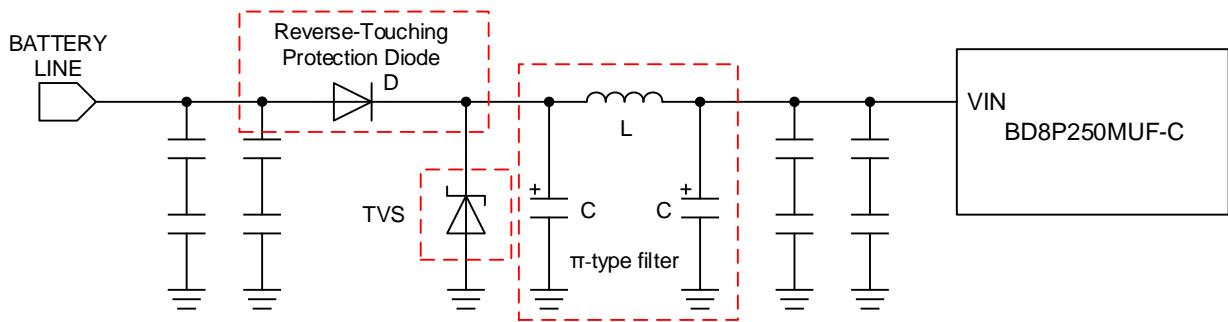 BATTERY
LINE
Reverse-Touching
Protection Diode
D
TVS
+
C
L
+
C
π-type filter
VIN
BD8P250MUF-C